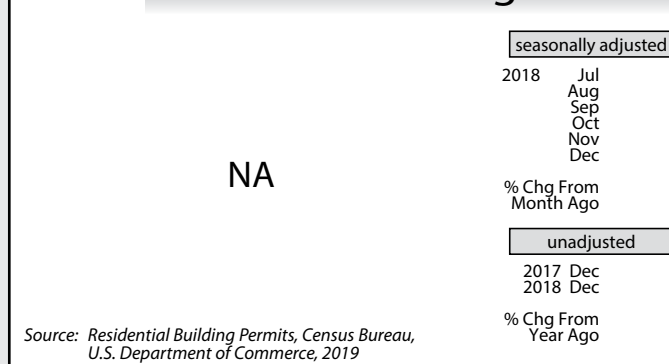 seasonally adjusted
2018 Jul
Aug
Sep
Oct
Nov
Dec
NA
% Chg From
Month Ago
unadjusted
2017 Dec
2018 Dec
% Chg From
Year Ago
Source: Residential Building Permits, Census Bureau,
U.S. Department of Commerce, 2019